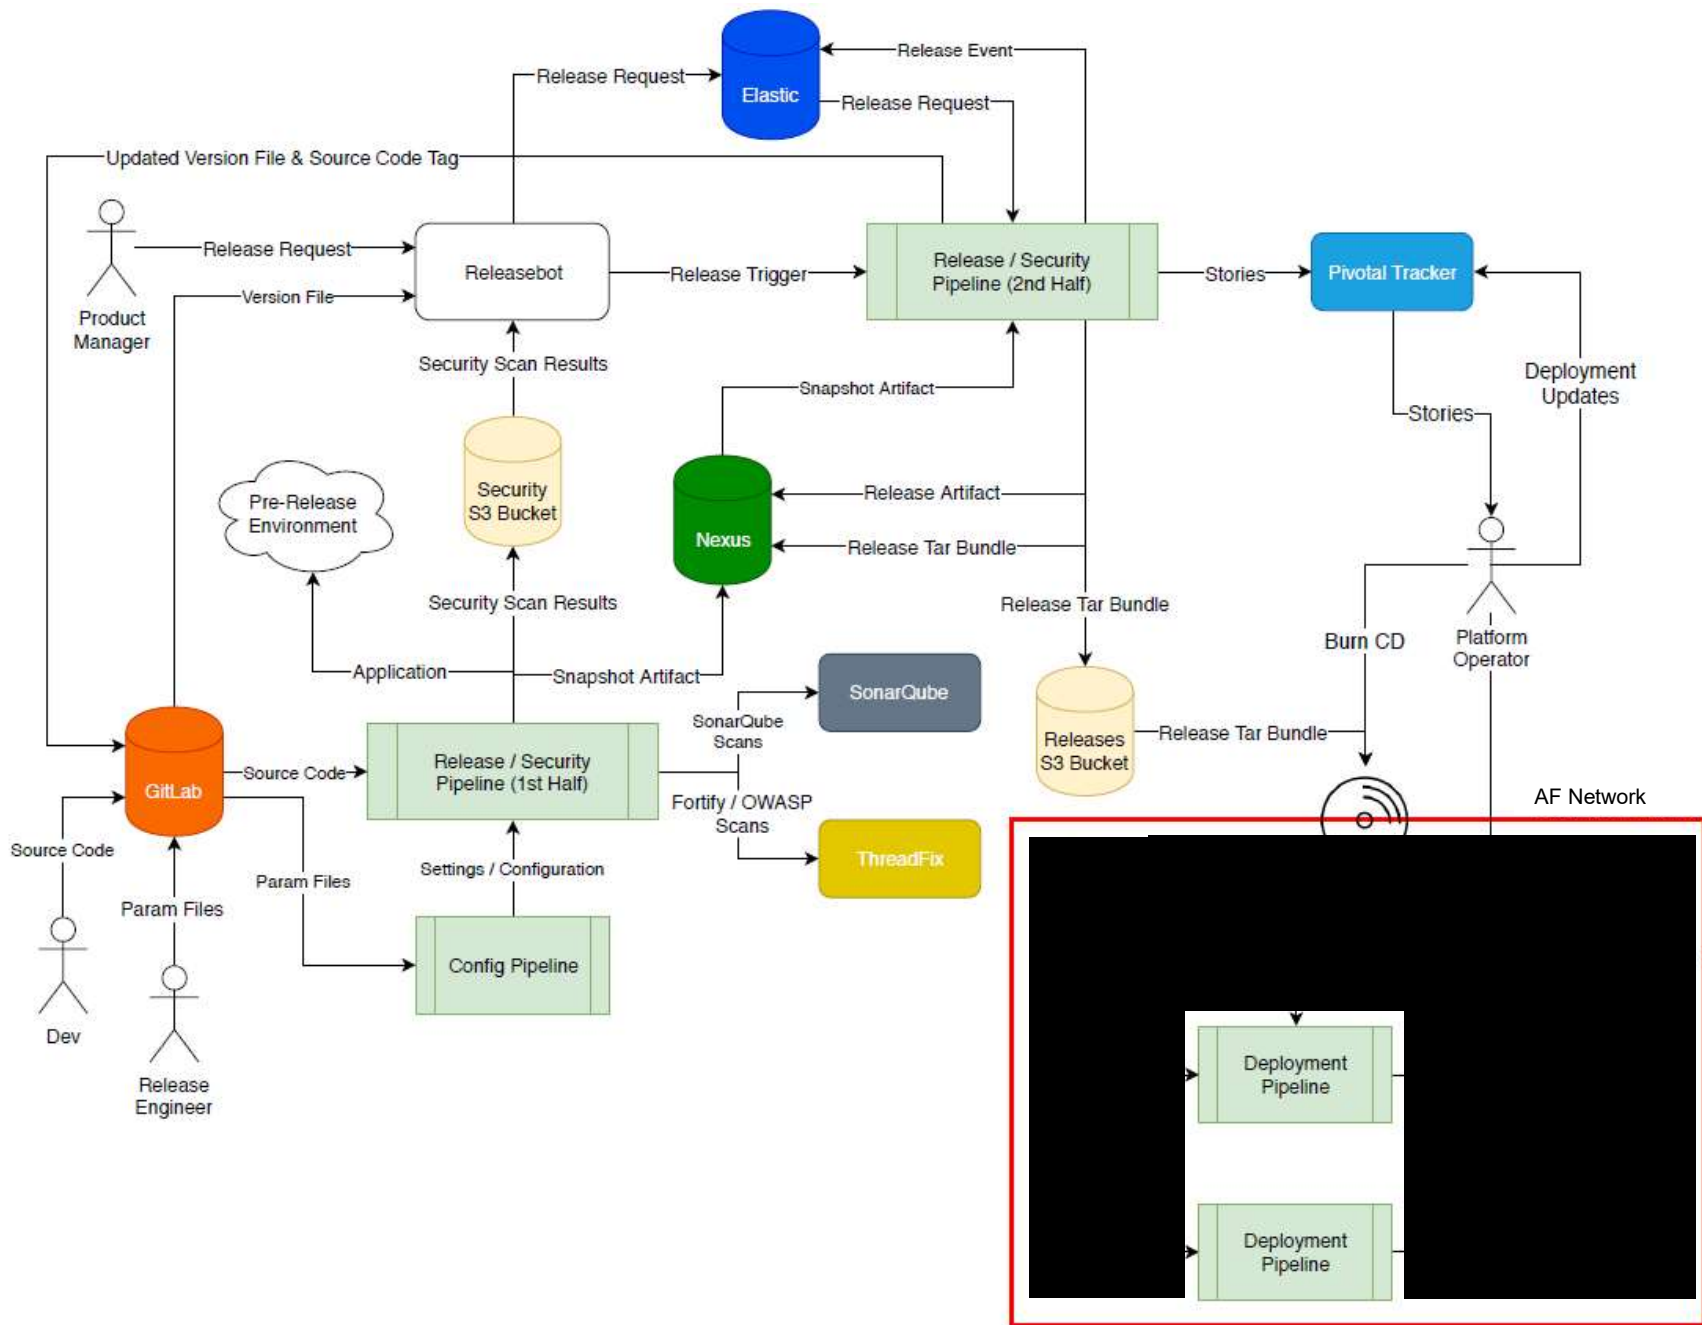 Release Event
Release Request
Elastic
Release Request
Updated Version File & Source Code Tag
Release Request
Releasebot
Release Trigger
Release / Security
Pipeline (2nd Half)
Stories
Pivotal Tracker
Version File
Product
Manager
Security Scan Results
Snapshot Artifact
Deployment
Updates
Stories
Pre-Release
Environment
Security
S3 Bucket
Nexus
Release Artifact
Release Tar Bundle
Security Scan Results
Release Tar Bundle
Burn CD
Platform
Operator
Application
Snapshot Artifact
SonarQube
SonarQube
Scans
Releases
S3 Bucket
Release Tar Bundle
GitLab
Source Code
Release / Security
Pipeline (1st Half)
Fortify / OWASP
Scans
AF Network
Source Code
Param Files
Settings / Configuration
ThreadFix
Param Files
Config Pipeline
Dev
Release
Engineer
Deployment
Pipeline
Deployment
Pipeline